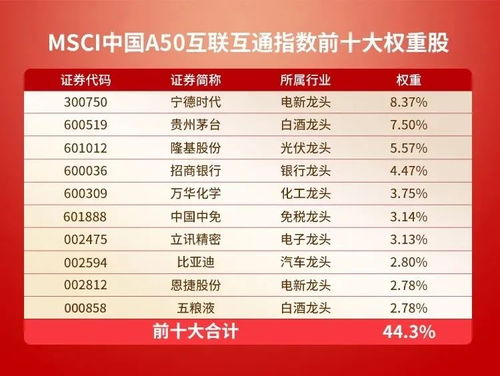 MSCI中国A50互联互通指数前十大权重股
证券代码 证券简称 所属行业 权重
300750 宁德时代 电新龙头 8.37%
600519 贵州茅台 白酒龙头 7.50%
601012 隆基股份 光伏龙头 5.57%
600036 招商银行 银行龙头 4.47%
600309 万华化学 化工龙头 3.75%
601888 中国中免 免税龙头 3.14%
002475 立讯精密 电子龙头 3.13%
002594 比亚迪 汽车龙头 2.80%
002812 恩捷股份 电新龙头 2.78%
000858 五粮液 白酒龙头 2.78%
前十大合计 44.3%